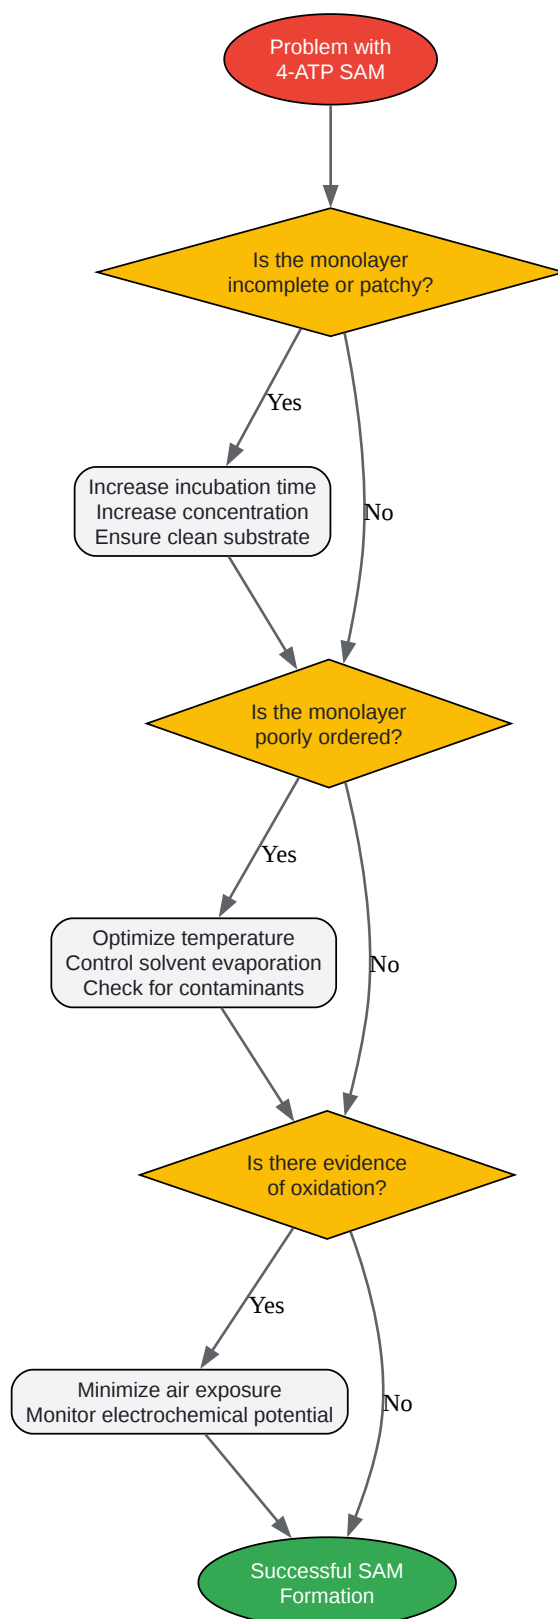 Problem with
4-ATP SAM
Is the monolayer
incomplete or patchy?
Yes
Increase incubation time
Increase concentration
Ensure clean substrate
No
Is the monolayer
poorly ordered?
Yes
Optimize temperature
Control solvent evaporation
Check for contaminants
No
Is there evidence
of oxidation?
Yes
Minimize air exposure
Monitor electrochemical potential
No
Successful SAM
Formation